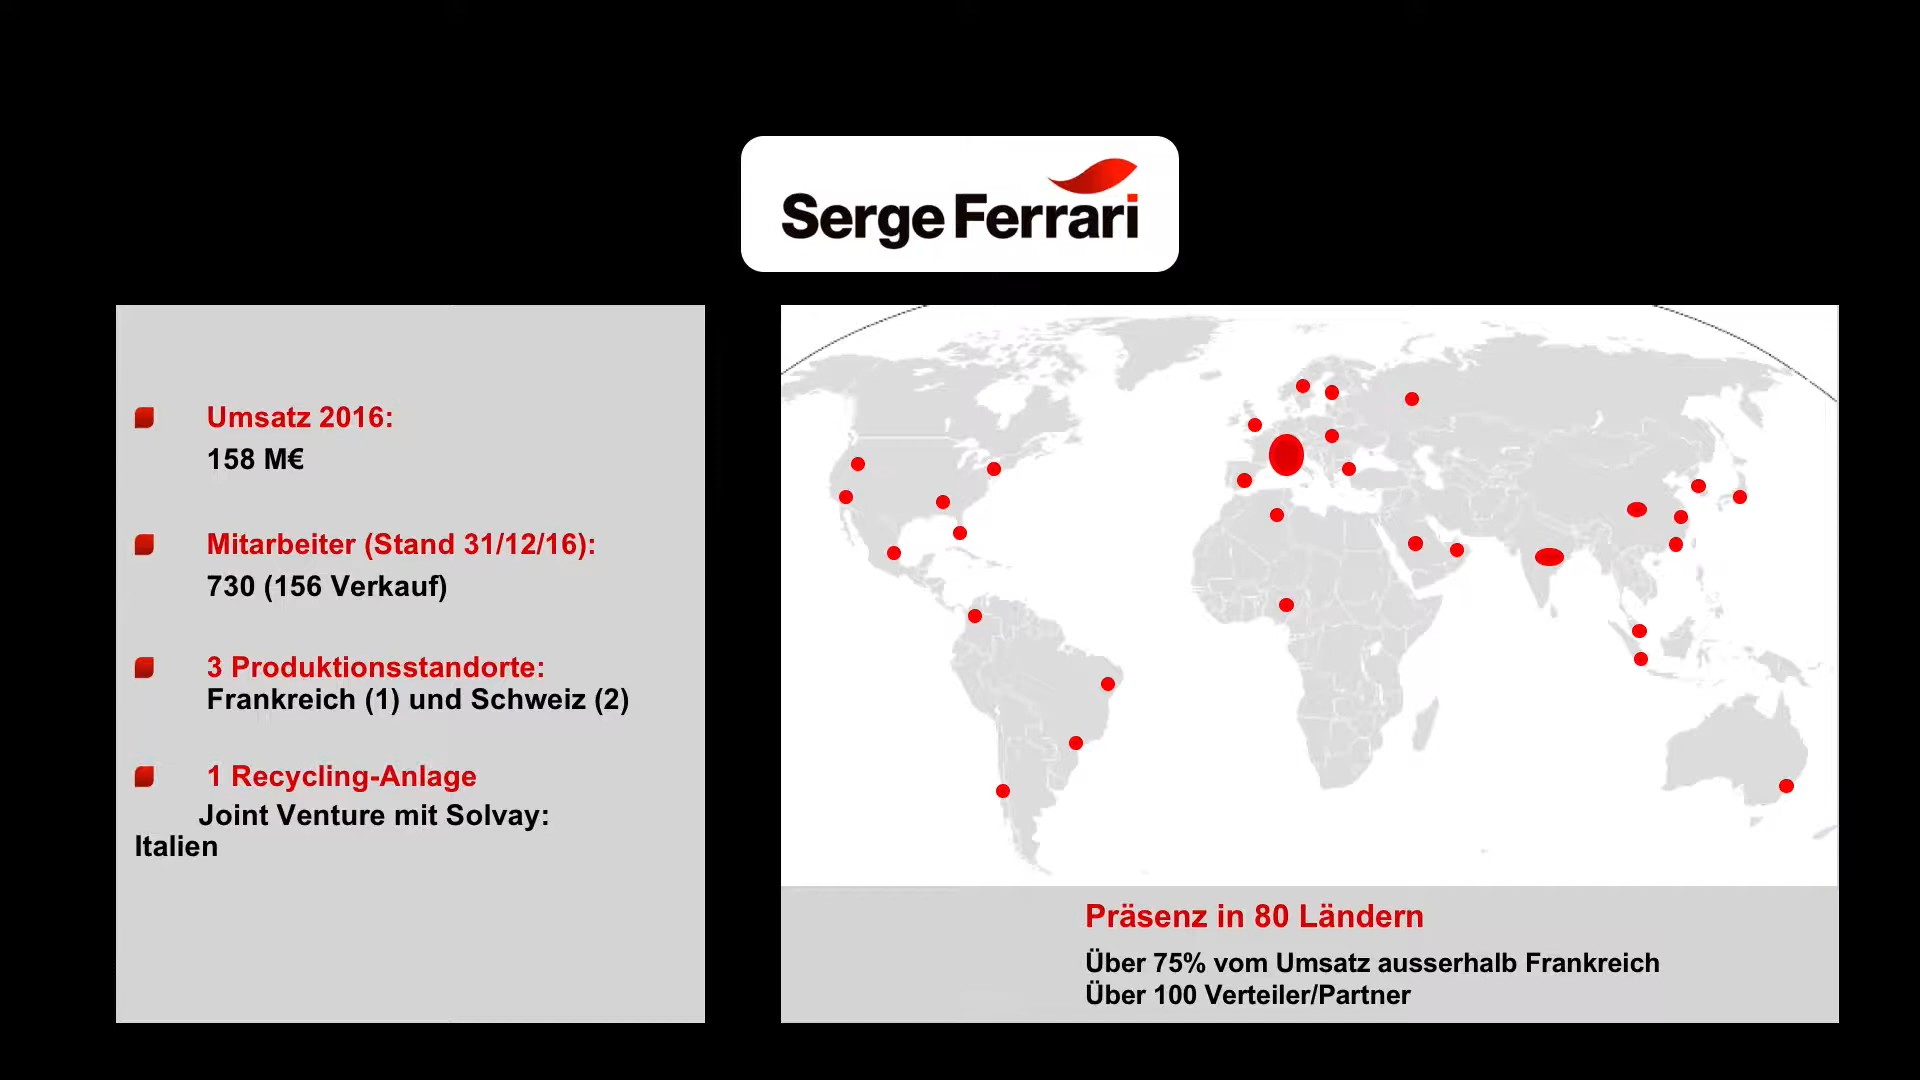 Serge Ferrari
Umsatz 2016:
158 M€
Mitarbeiter (Stand 31/12/16):
730 (156 Verkauf)
3 Produktionsstandorte:
Frankreich (1) und Schweiz (2)
1 Recycling-Anlage
Joint Venture mit Solvay:
Italien
Präsenz in 80 Ländern
Über 75% vom Umsatz ausserhalb Frankreich
Über 100 Verteiler/Partner